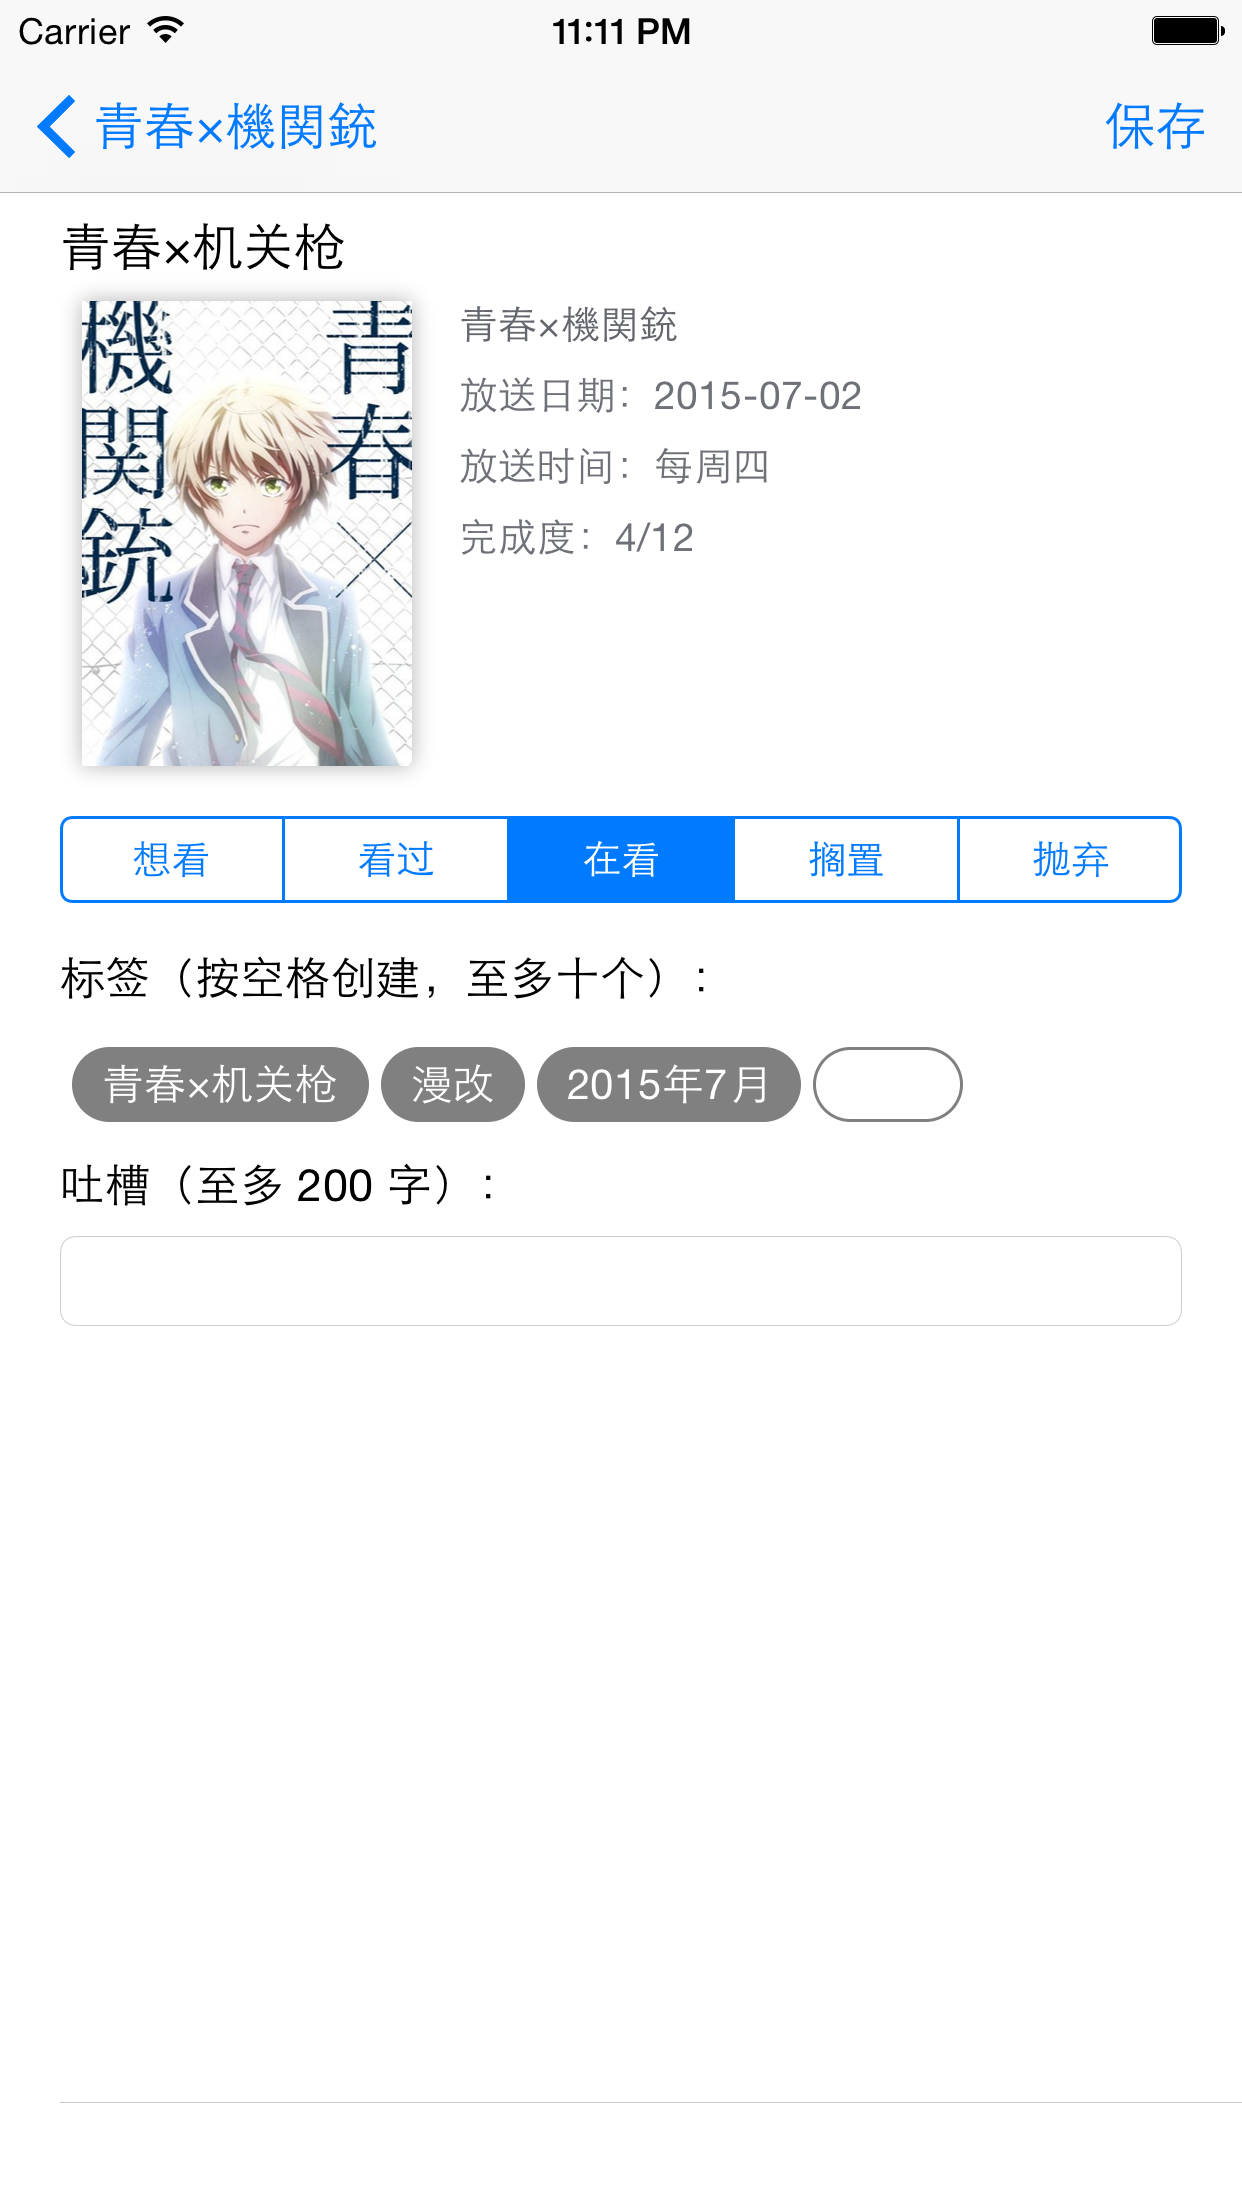 Carrier 11:11 PM
青春×機関銃 保存
青春×机关枪
青春×
機関銃
青春×機関銃
放送日期：2015-07-02
放送时间：每周四
完成度：4/12
想看 看过 在看 搁置 抛弃
标签（按空格创建，至多十个）：
青春×机关枪 漫改 2015年7月
吐槽（至多 200 字）：